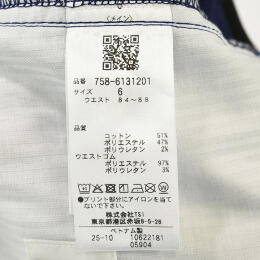 (メイン)
品番 758-6131201
サイズ
6
ウエスト 84~88
品質
コットン 51%
ポリエステル 47%
ポリウレタン 2%
ウエストゴム
ポリエステル 97%
ポリウレタン 3%
●プリント部分にアイロンを当てない
で下さい。
株式会社TSI
東京都港区赤坂8-5-28
ベトナム製
25-10 10622181
05904